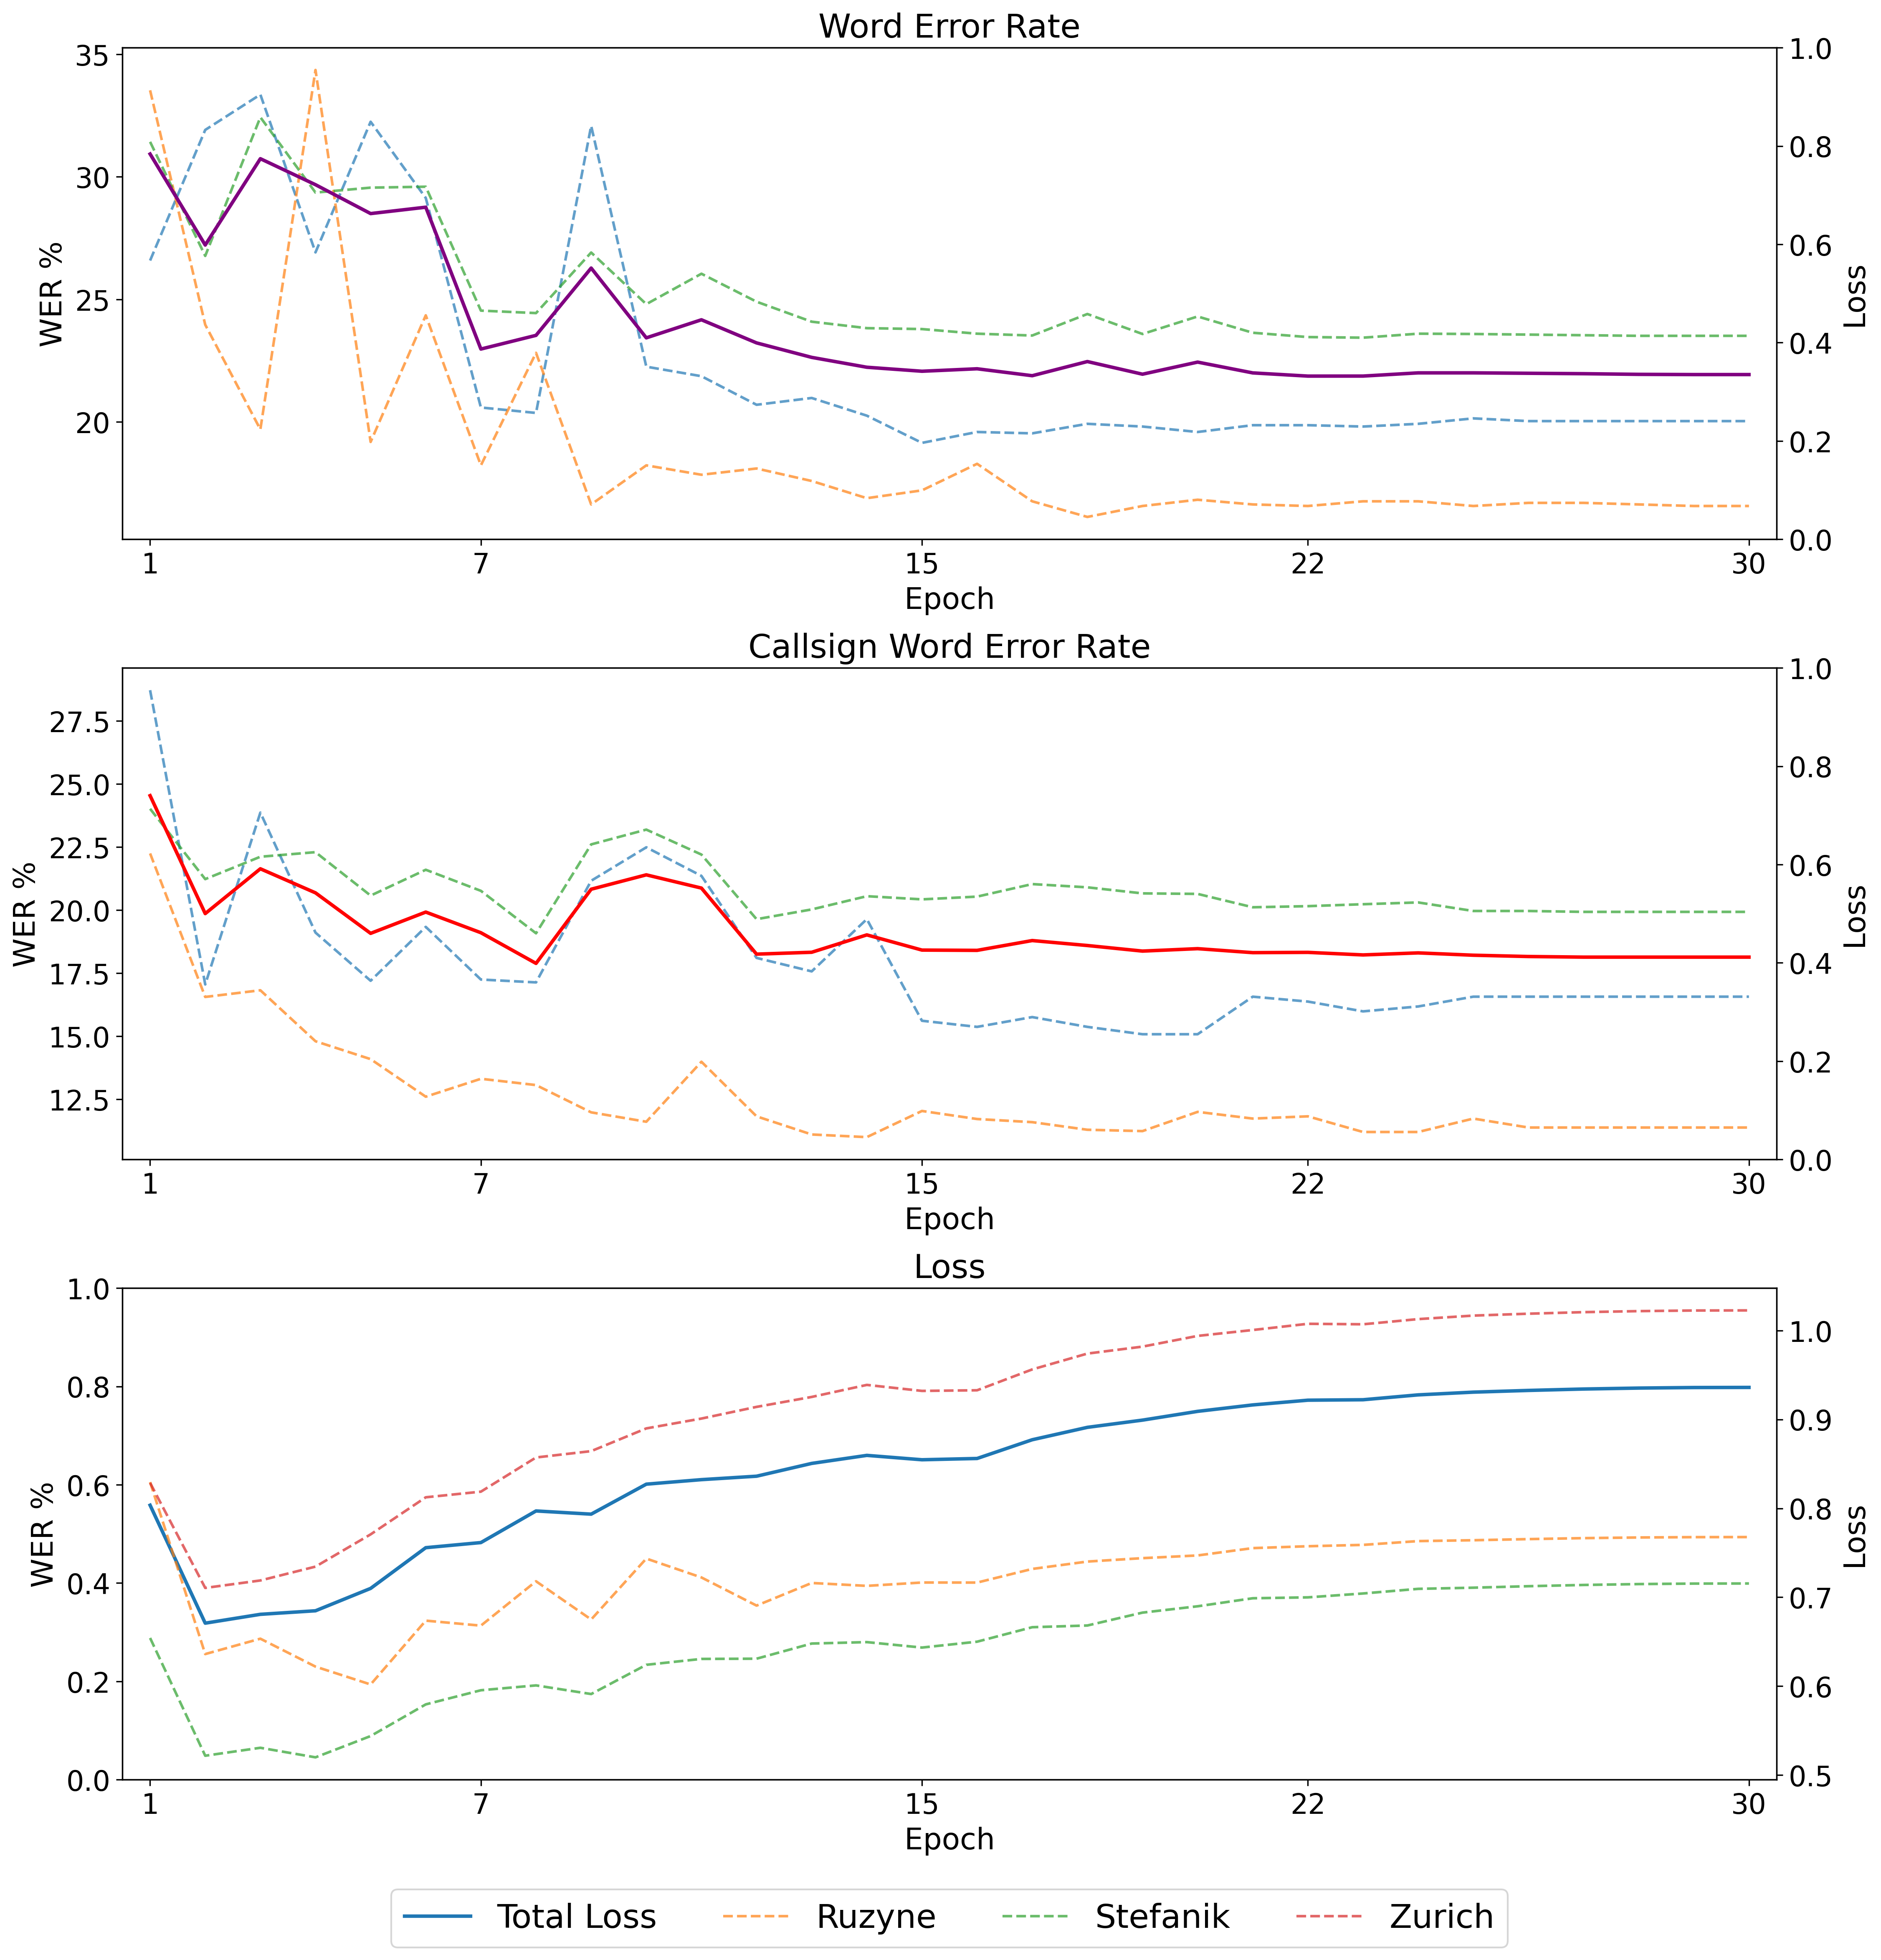 Word Error Rate
35
30
25
20
WER %
1.0
0.8
0.6
0.4
0.2
0.0
Loss
1 7 15 22 30
Epoch
Callsign Word Error Rate
27.5
25.0
22.5
20.0
17.5
15.0
12.5
WER %
1.0
0.8
0.6
0.4
0.2
0.0
Loss
1 7 15 22 30
Epoch
Loss
1.0
0.8
0.6
0.4
0.2
0.0
WER %
1.0
0.9
0.8
0.7
0.6
0.5
Loss
1 7 15 22 30
Epoch
Total Loss Ruzyne Stefanik Zurich